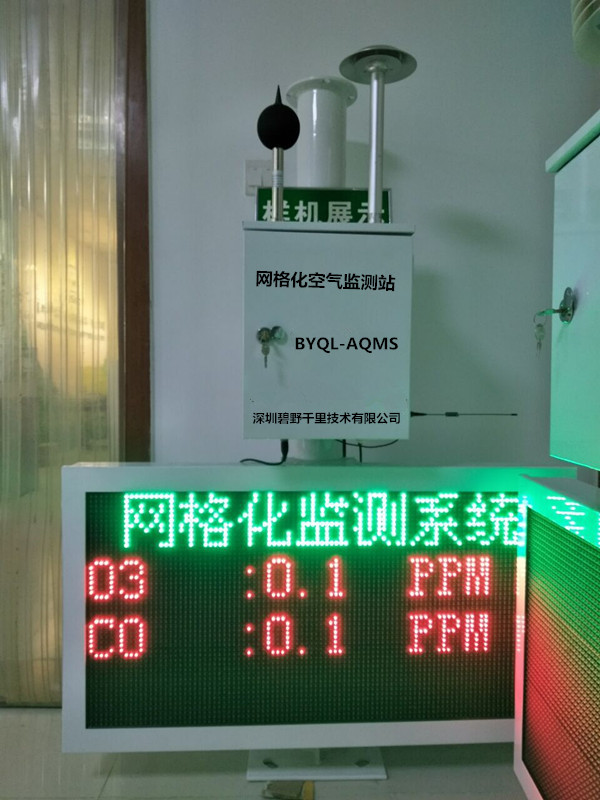 样机展示
网格化空气监测站
BYQL-AQMS
深圳碧野千里技术有限公司
网格化监测系统
O3 :0.1 PPM
CO :0.1 PPM